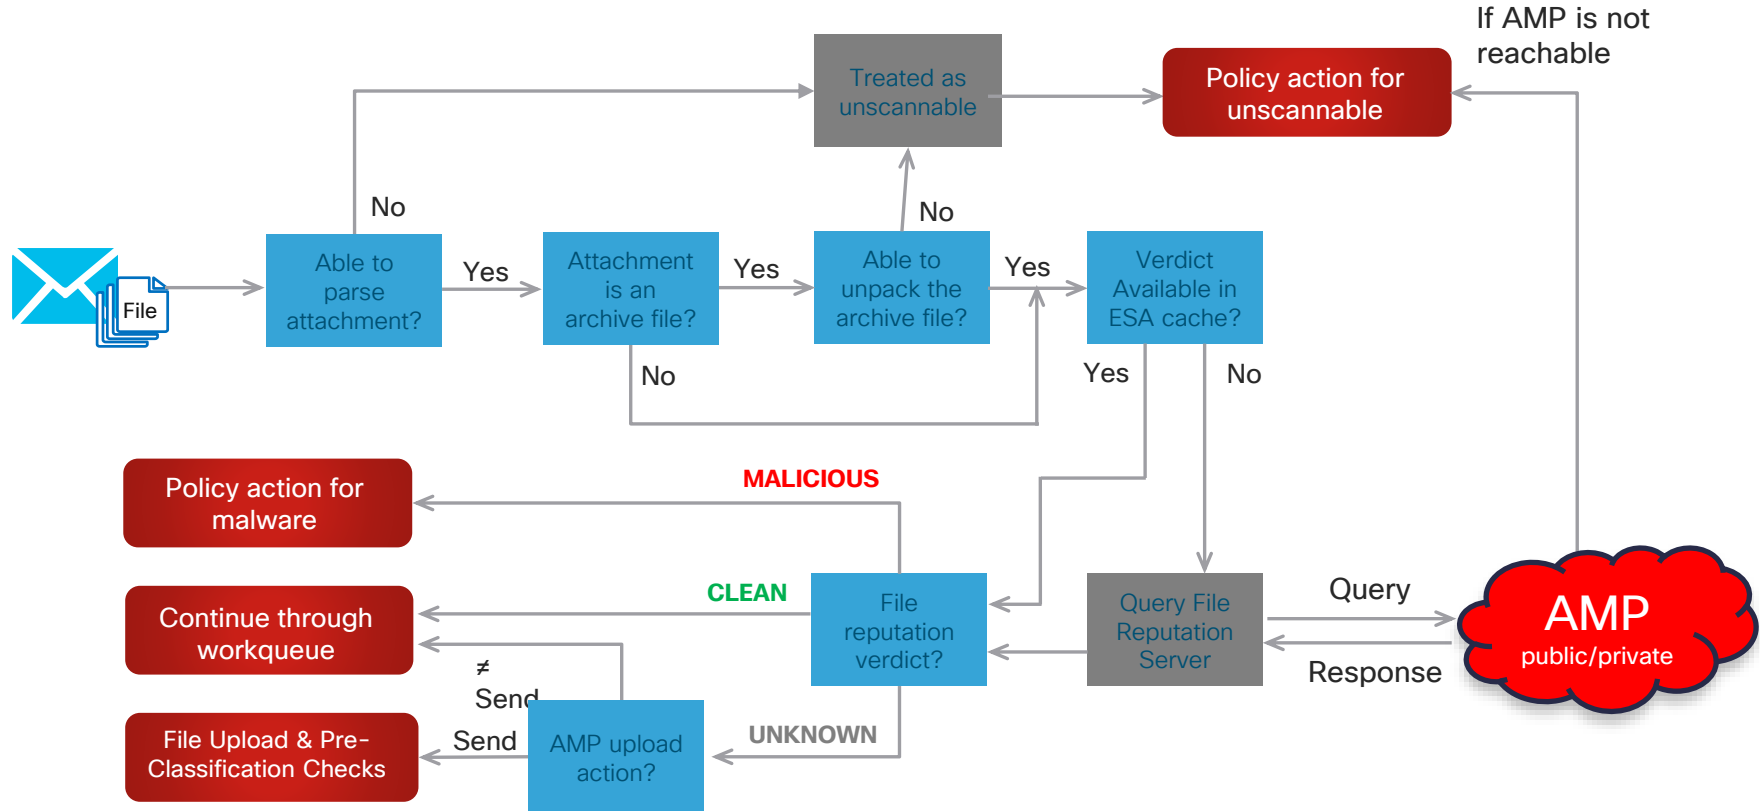 If AMP is not
reachable
Treated as
unscannable
Policy action for
unscannable
No
No
File
Able to
parse
attachment?
Yes
Attachment
is an
archive file?
Yes
Able to
unpack the
archive file?
Yes
Verdict
Available in
ESA cache?
No
Yes
No
Policy action for
malware
MALICIOUS
CLEAN
Continue through
workqueue
File
reputation
verdict?
Query File
Reputation
Server
Query
Response
AMP
public/private
≠
Send
File Upload & Pre-
Classification Checks
Send
AMP upload
action?
UNKNOWN